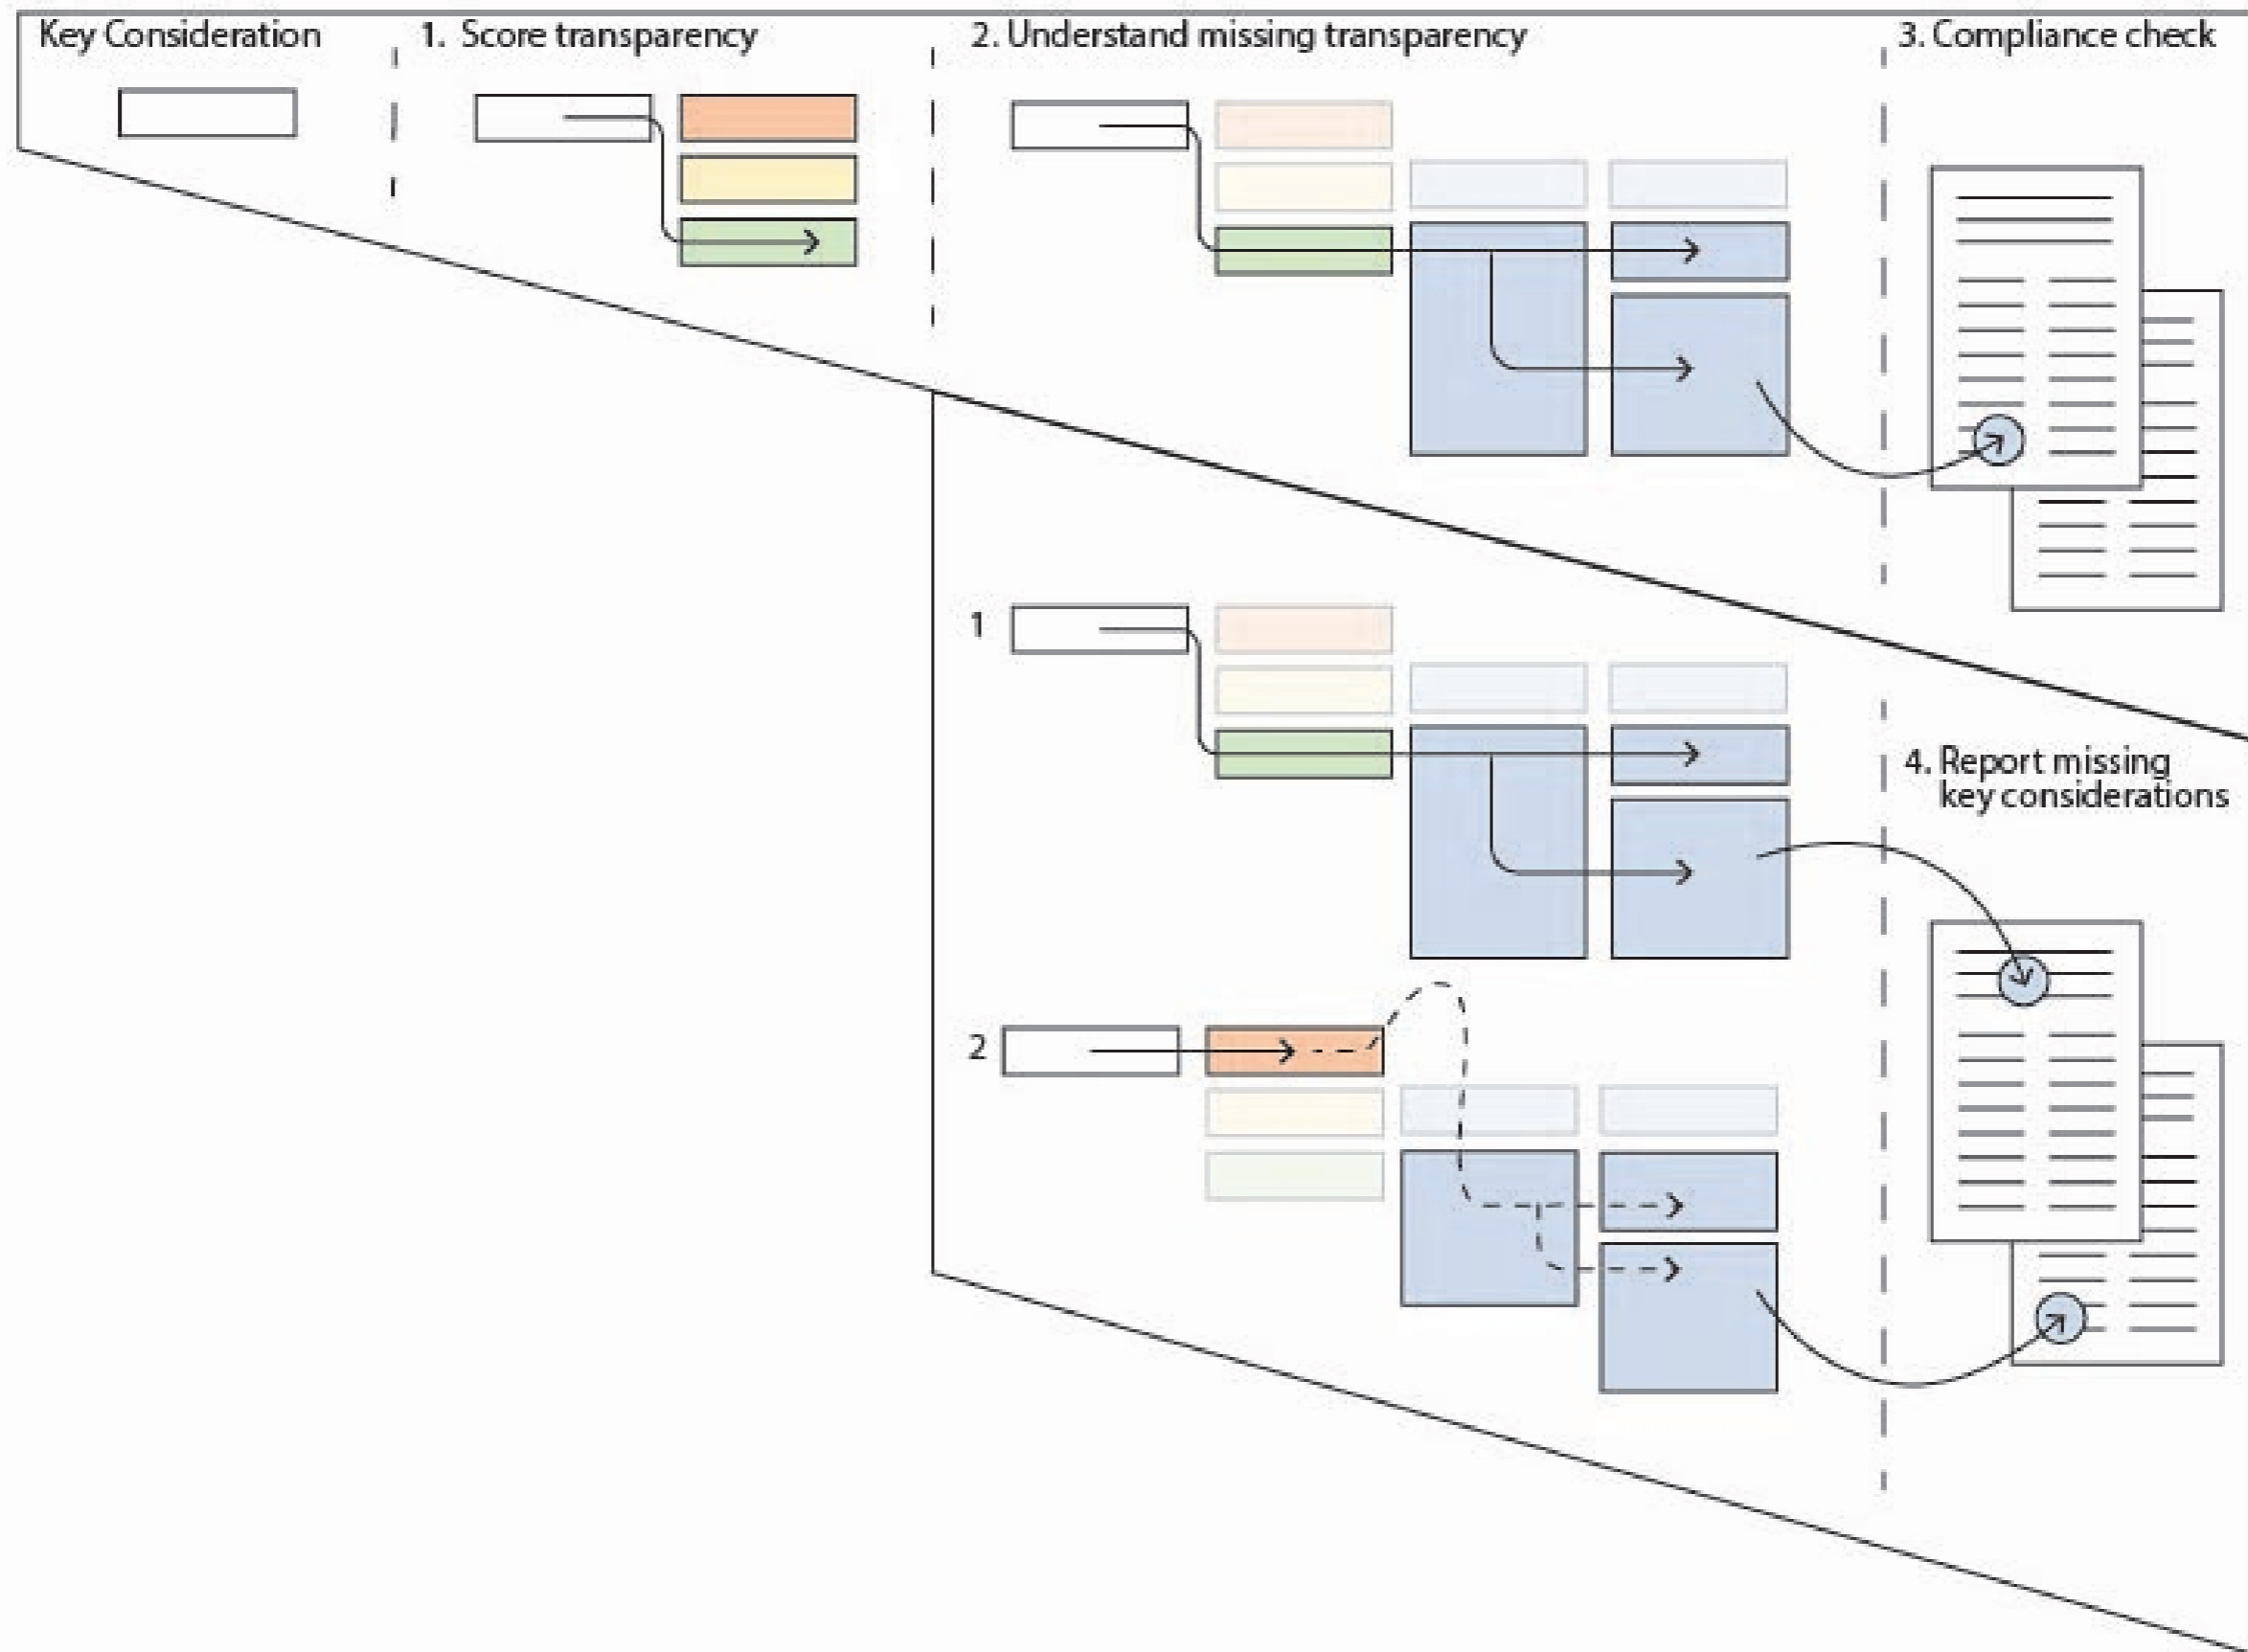 Key Consideration
1. Score transparency
2. Understand missing transparency
3. Compliance check
1
4. Report missing
key considerations
2